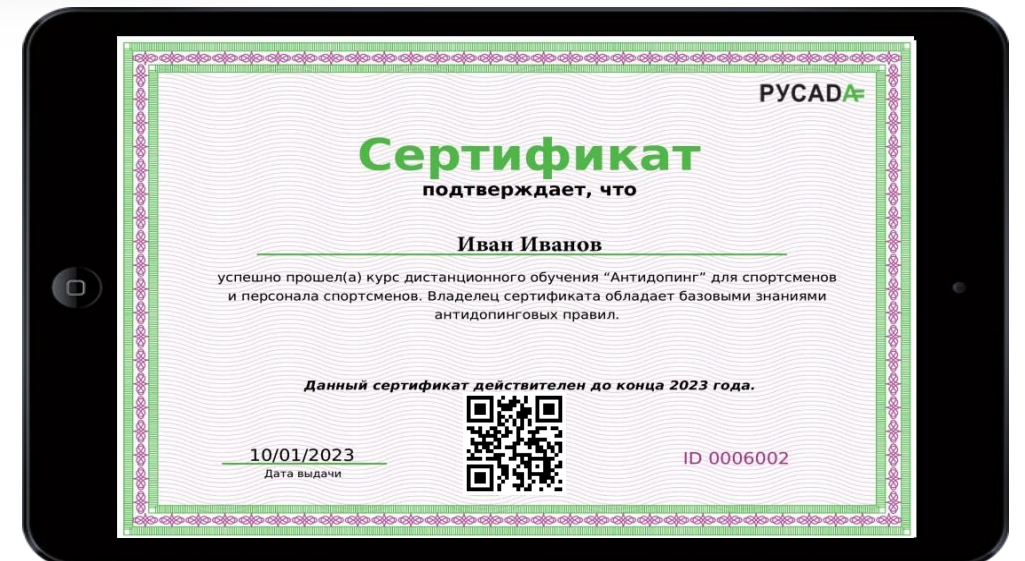 РУСАДА
Сертификат
подтверждает, что
Иван Иванов
успешно прошел(а) курс дистанционного обучения “Антидопинг” для спортсменов
и персонала спортсменов. Владелец сертификата обладает базовыми знаниями
антидопинговых правил.
Данный сертификат действителен до конца 2023 года.
10/01/2023
ID 0006002
Дата выдачи